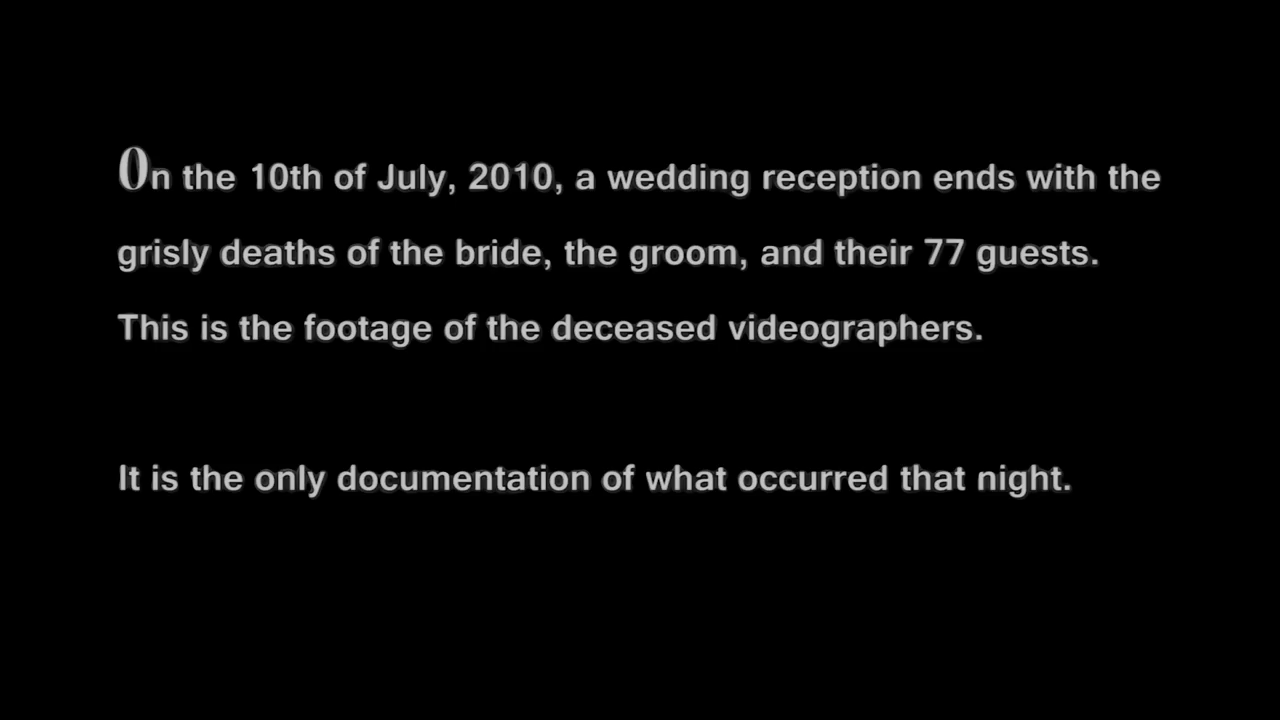 On the 10th of July, 2010, a wedding reception ends with the
grisly deaths of the bride, the groom, and their 77 guests.
This is the footage of the deceased videographers.
It is the only documentation of what occurred that night.